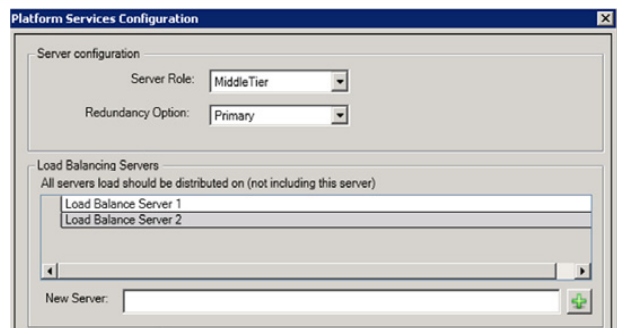 Platform Services Configuration
Server configuration
Server Role: MiddleTier
Redundancy Option: Primary
Load Balancing Servers
All servers load should be distributed on (not including this server)
Load Balance Server 1
Load Balance Server 2
New Server: